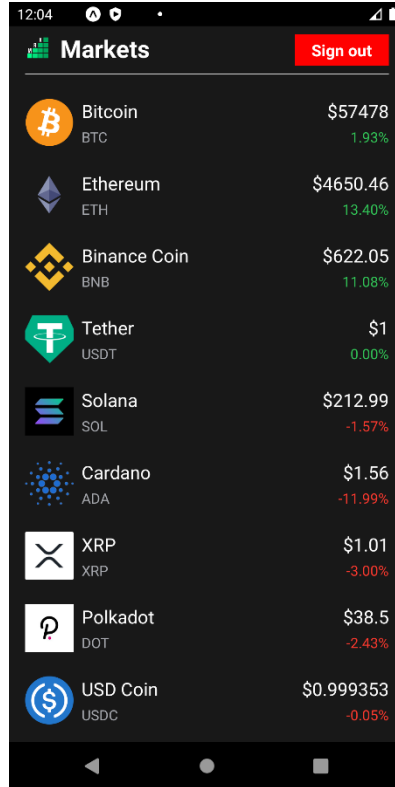 12:04
Markets
Sign out
Bitcoin $57478
BTC 1.93%
Ethereum $4650.46
ETH 13.40%
Binance Coin $622.05
BNB 11.08%
Tether $1
USDT 0.00%
Solana $212.99
SOL -1.57%
Cardano $1.56
ADA -11.99%
XRP $1.01
XRP -3.00%
Polkadot $38.5
DOT -2.43%
USD Coin $0.999353
USDC -0.05%